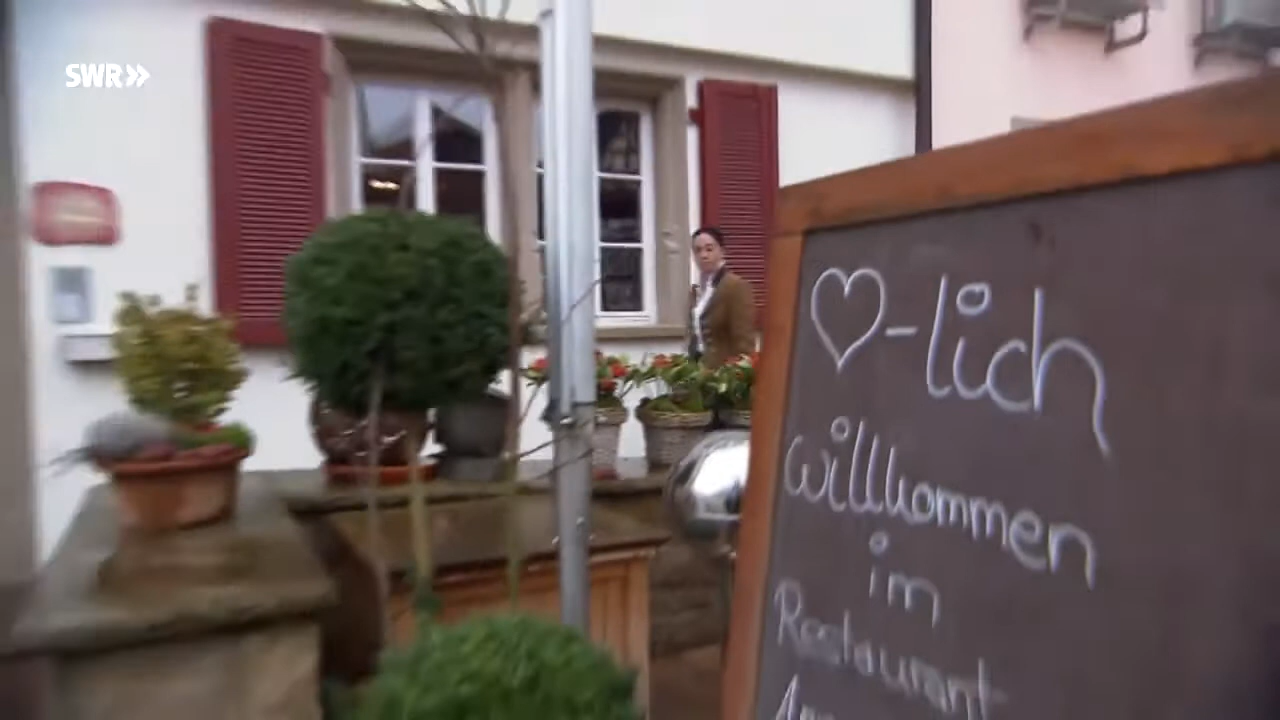 SWR»
♡-lich
willkommen
im
Restaurant